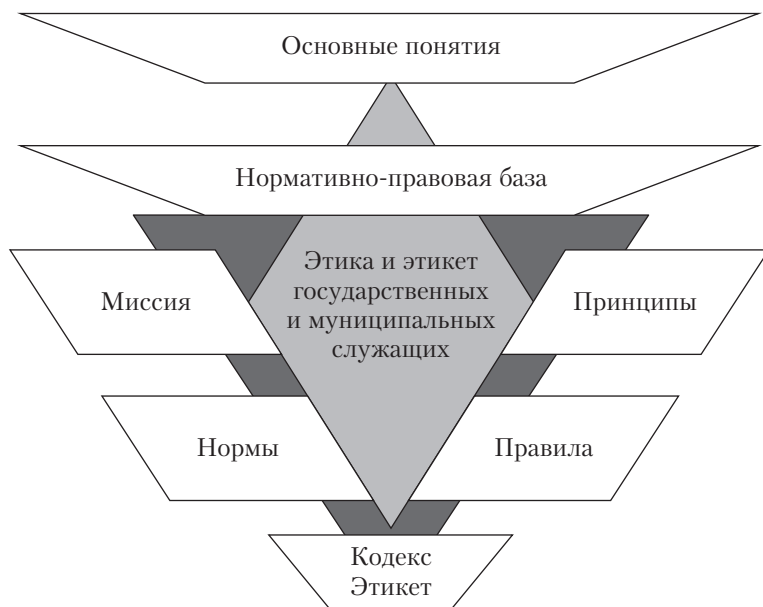 Основные понятия
Нормативно-правовая база
Этика и этикет
государственных
и муниципальных
служащих
Миссия
Принципы
Нормы
Правила
Кодекс
Этикет